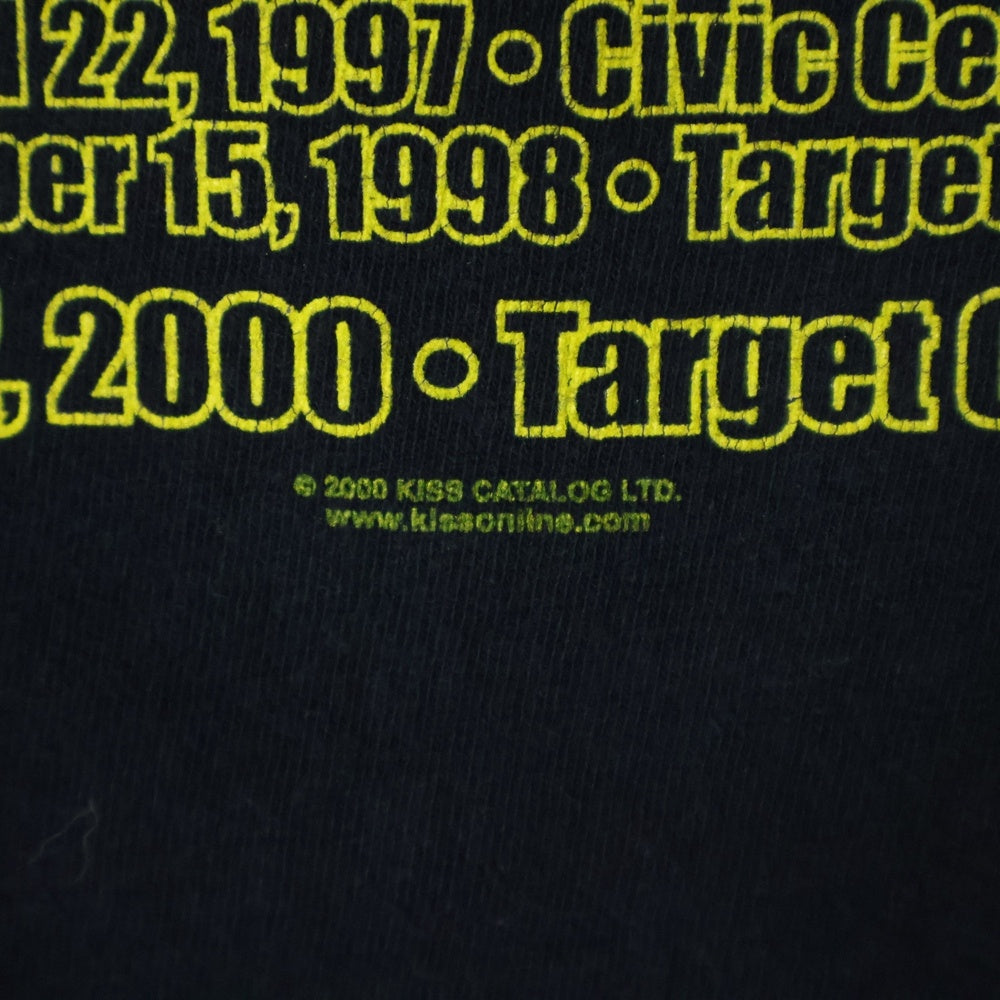 22, 1997 • Civic Ce
ber 15, 1998 • Target
, 2000 • Target C
© 2000 KISS CATALOG LTD.
www.kissonline.com